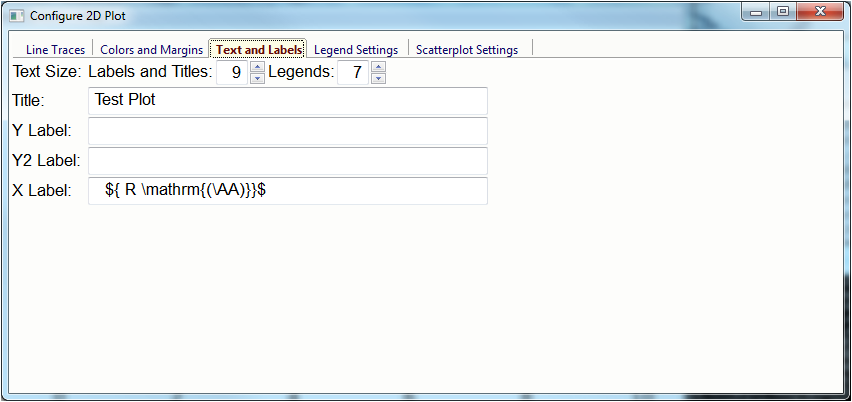 Configure 2D Plot
Line Traces Colors and Margins Text and Labels Legend Settings Scatterplot Settings
Text Size: Labels and Titles: 9 Legends: 7
Title: Test Plot
Y Label:
Y2 Label:
X Label: ${ R \mathrm{(\AA)}}$